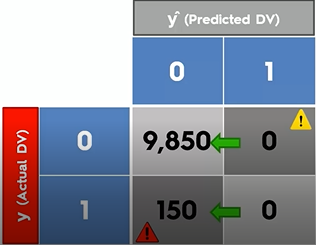 ŷ (Predicted DV)
0 1
y (Actual DV)
0 9,850 0
1 150 0